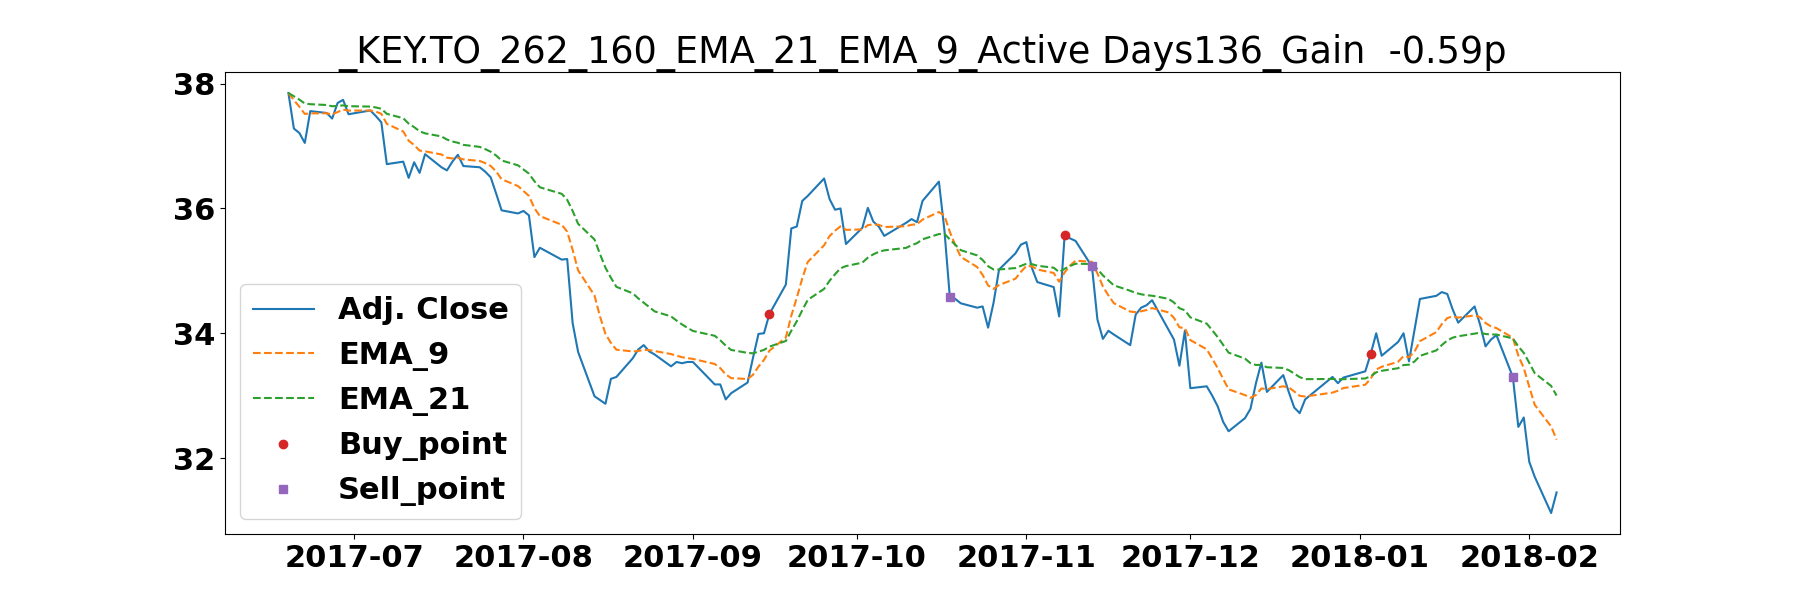 _KEY.TO_262_160_EMA_21_EMA_9_Active Days136_Gain  -0.59p
38
36
34
32
Adj. Close
EMA_9
EMA_21
Buy_point
Sell_point
2017-07 2017-08 2017-09 2017-10 2017-11 2017-12 2018-01 2018-02